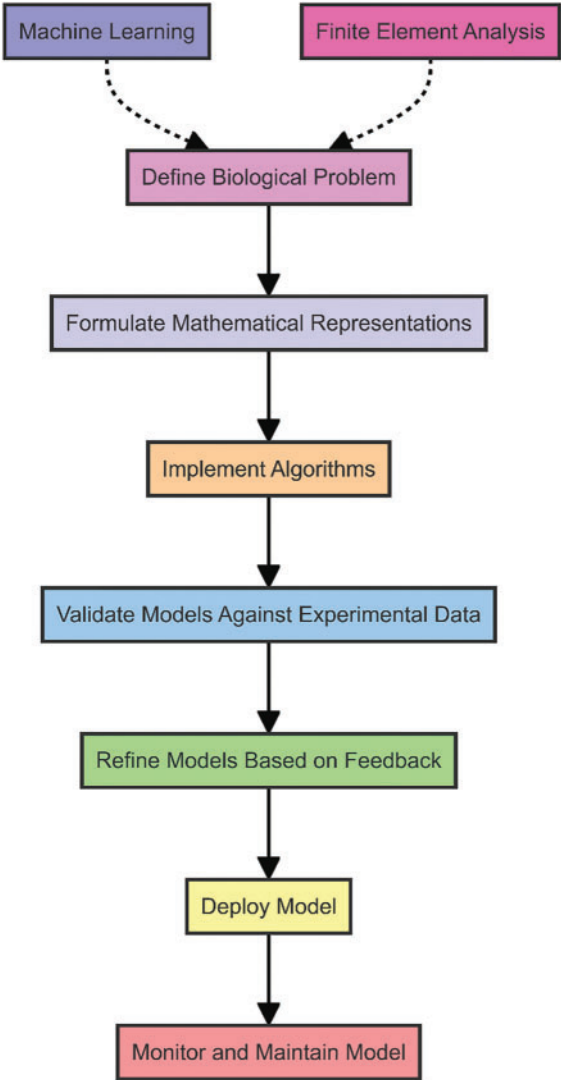 Machine Learning
Finite Element Analysis
Define Biological Problem
Formulate Mathematical Representations
Implement Algorithms
Validate Models Against Experimental Data
Refine Models Based on Feedback
Deploy Model
Monitor and Maintain Model